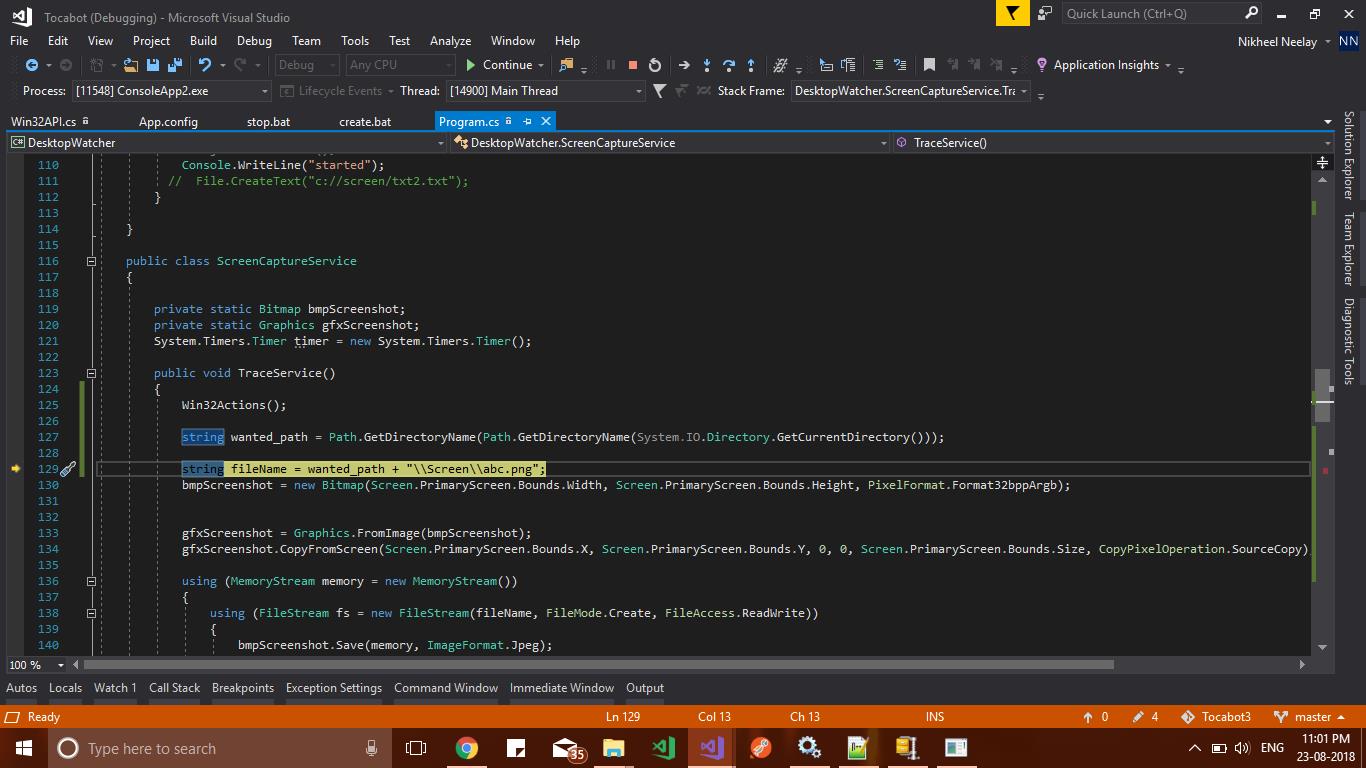 Tocabot (Debugging) - Microsoft Visual Studio
Quick Launch (Ctrl+Q)
File Edit View Project Build Debug Team Tools Test Analyze Window Help
Nikheel Neelay NN
Debug Any CPU Continue Application Insights
Process: [11548] ConsoleApp2.exe Lifecycle Events Thread: [14900] Main Thread Stack Frame: DesktopWatcher.ScreenCaptureService.Tra
Win32API.cs App.config stop.bat create.bat Program.cs
C# DesktopWatcher DesktopWatcher.ScreenCaptureService TraceService()
110 Console.WriteLine("started");
111 // File.CreateText("c://screen/txt2.txt");
112 }
113
114 }
115
116 public class ScreenCaptureService
117 {
118
119 private static Bitmap bmpScreenshot;
120 private static Graphics gfxScreenshot;
121 System.Timers.Timer timer = new System.Timers.Timer();
122
123 public void TraceService()
124 {
125 Win32Actions();
126
127 string wanted_path = Path.GetDirectoryName(Path.GetDirectoryName(System.IO.Directory.GetCurrentDirectory()));
128
129 string fileName = wanted_path + "\\Screen\\abc.png";
130 bmpScreenshot = new Bitmap(Screen.PrimaryScreen.Bounds.Width, Screen.PrimaryScreen.Bounds.Height, PixelFormat.Format32bppArgb);
131
132
133 gfxScreenshot = Graphics.FromImage(bmpScreenshot);
134 gfxScreenshot.CopyFromScreen(Screen.PrimaryScreen.Bounds.X, Screen.PrimaryScreen.Bounds.Y, 0, 0, Screen.PrimaryScreen.Bounds.Size, CopyPixelOperation.SourceCopy)
135
136 using (MemoryStream memory = new MemoryStream())
137 {
138 using (FileStream fs = new FileStream(fileName, FileMode.Create, FileAccess.ReadWrite))
139 {
140 bmpScreenshot.Save(memory, ImageFormat.Jpeg);
Solution Explorer
Team Explorer
Diagnostic Tools
100 %
Autos Locals Watch 1 Call Stack Breakpoints Exception Settings Command Window Immediate Window Output
Ready Ln 129 Col 13 Ch 13 INS 0 4 Tocabot3 master
Type here to search 35 ENG 11:01 PM
23-08-2018